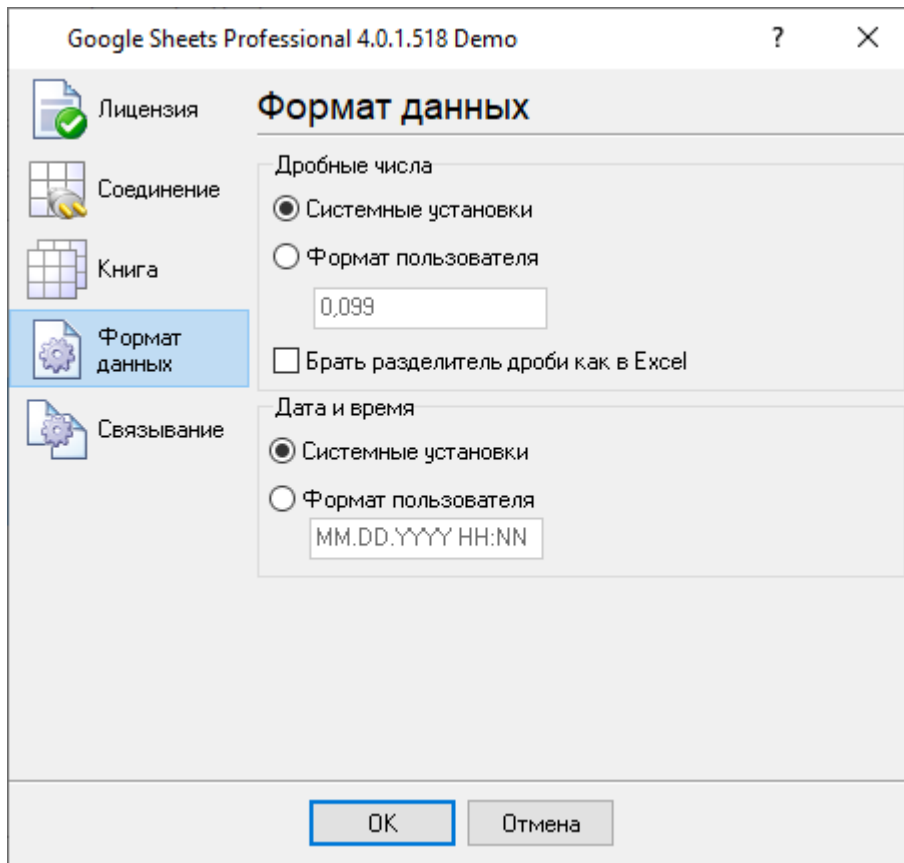 Google Sheets Professional 4.0.1.518 Demo
?
Лицензия
Соединение
Книга
Формат
данных
Связывание
Формат данных
Дробные числа
Системные установки
Формат пользователя
0,099
Брать разделитель дроби как в Excel
Дата и время
Системные установки
Формат пользователя
MM.DD.YYYY HH:NN
OK
Отмена